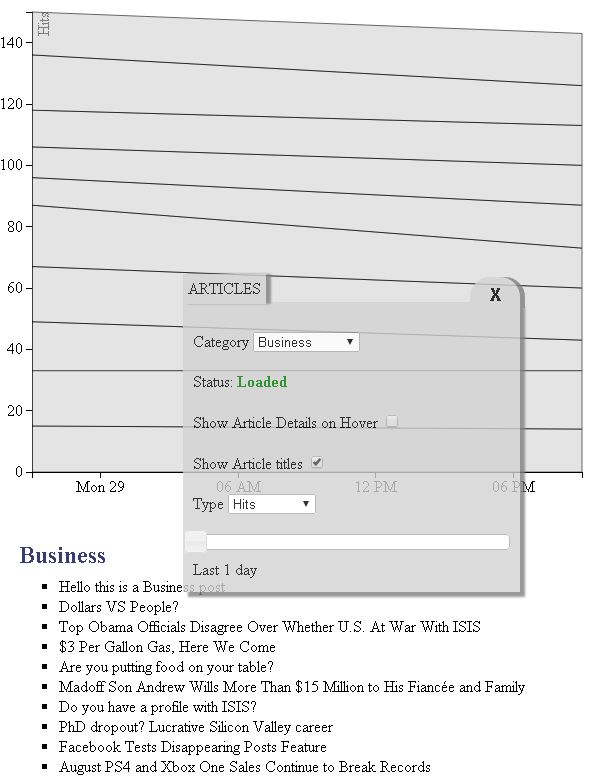 Hits
140
120
100
80
60
40
20
0
Mon 29 06 AM 12 PM 06 PM
ARTICLES X
Category Business
Status: Loaded
Show Article Details on Hover
Show Article titles
Type Hits
Last 1 day
Business
Hello this is a Business post
Dollars VS People?
Top Obama Officials Disagree Over Whether U.S. At War With ISIS
$3 Per Gallon Gas, Here We Come
Are you putting food on your table?
Madoff Son Andrew Wills More Than $15 Million to His Fiancée and Family
Do you have a profile with ISIS?
PhD dropout? Lucrative Silicon Valley career
Facebook Tests Disappearing Posts Feature
August PS4 and Xbox One Sales Continue to Break Records